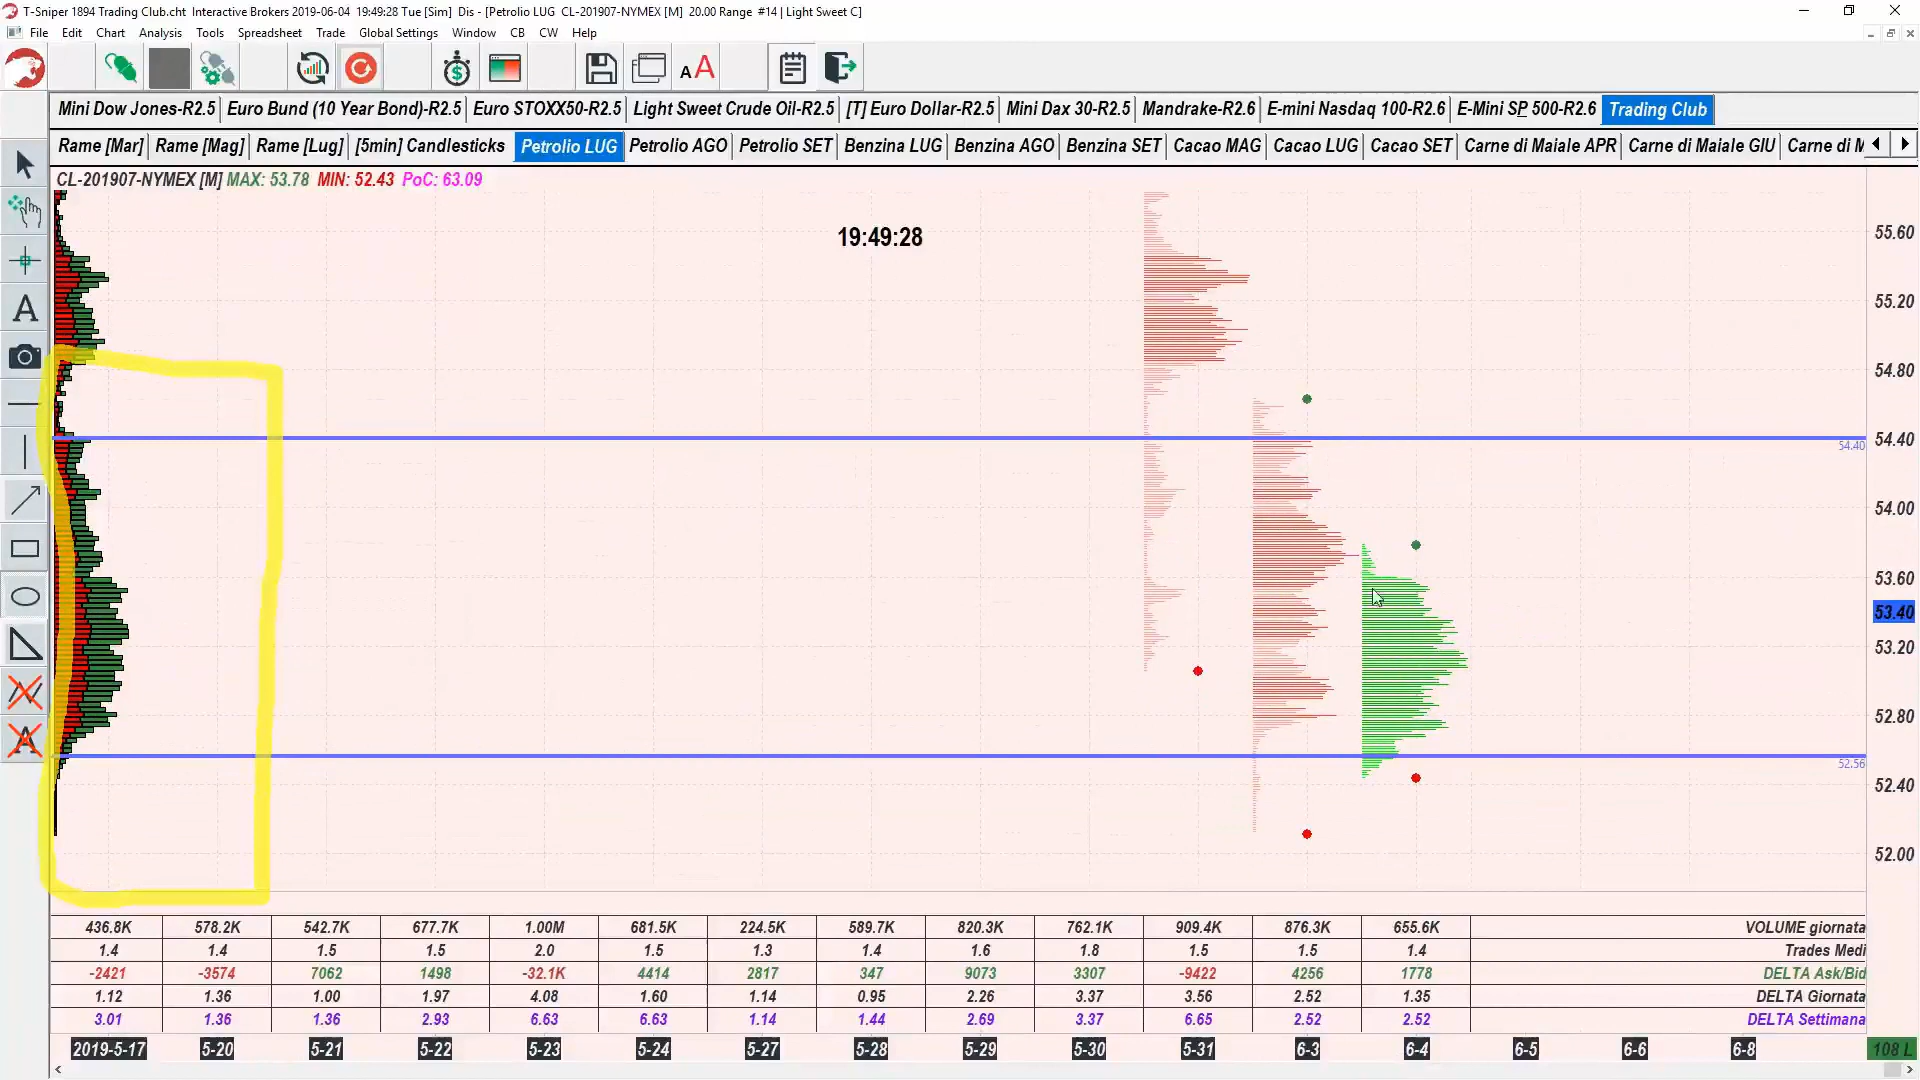 T-Sniper 1894 Trading Club.cht Interactive Brokers 2019-06-04 19:49:28 Tue [Sim] Dis - [Petrolio LUG CL-201907-NYMEX [M] 20.00 Range #14 | Light Sweet C]
File Edit Chart Analysis Tools Spreadsheet Trade Global Settings Window CB CW Help
A A
Mini Dow Jones-R2.5 Euro Bund (10 Year Bond)-R2.5 Euro STOXX50-R2.5 Light Sweet Crude Oil-R2.5 [T] Euro Dollar-R2.5 Mini Dax 30-R2.5 Mandrake-R2.6 E-mini Nasdaq 100-R2.6 E-Mini SP 500-R2.6 Trading Club
Rame [Mar] Rame [Mag] Rame [Lug] [5min] Candlesticks Petrolio LUG Petrolio AGO Petrolio SET Benzina LUG Benzina AGO Benzina SET Cacao MAG Cacao LUG Cacao SET Carne di Maiale APR Carne di Maiale GIU Carne di M
CL-201907-NYMEX [M] MAX: 53.78 MIN: 52.43 PoC: 63.09
19:49:28
55.60
55.20
54.80
54.40
54.40
54.00
53.60
53.40
53.20
52.80
52.56
52.40
52.00
A
A
436.8K 578.2K 542.7K 677.7K 1.00M 681.5K 224.5K 589.7K 820.3K 762.1K 909.4K 876.3K 655.6K VOLUME giornata
1.4 1.4 1.5 1.5 2.0 1.5 1.3 1.4 1.6 1.8 1.5 1.5 1.4 Trades Medi
-2421 -3574 7062 1498 -32.1K 4414 2817 347 9073 3307 -9422 4256 1778 DELTA Ask/Bid
1.12 1.36 1.00 1.97 4.08 1.60 1.14 0.95 2.26 3.37 3.56 2.52 1.35 DELTA Giornata
3.01 1.36 1.36 2.93 6.63 6.63 1.14 1.44 2.69 3.37 6.65 2.52 2.52 DELTA Settimana
2019-5-17 5-20 5-21 5-22 5-23 5-24 5-27 5-28 5-29 5-30 5-31 6-3 6-4 6-5 6-6 6-8 108 L